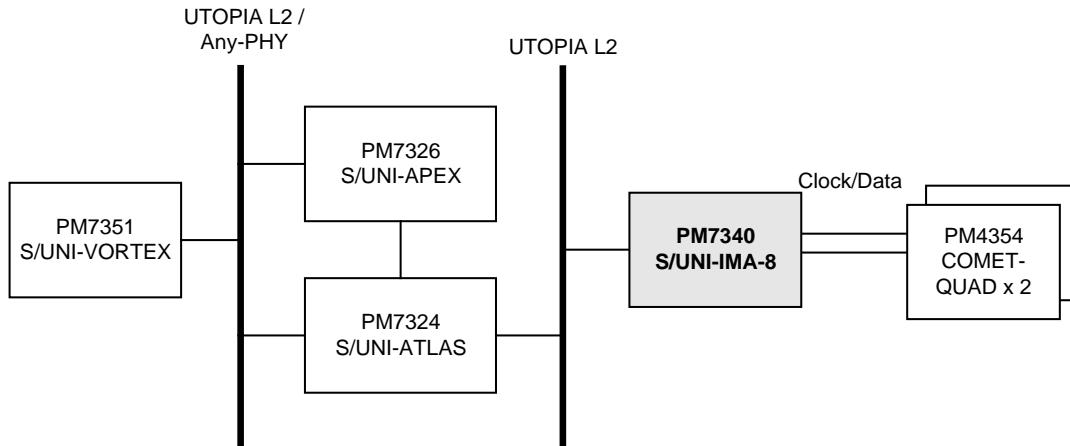 UTOPIA L2 /
Any-PHY
UTOPIA L2
PM7326
S/UNI-APEX
Clock/Data
PM7351
S/UNI-VORTEX
PM7340
S/UNI-IMA-8
PM4354
COMET-
QUAD x 2
PM7324
S/UNI-ATLAS